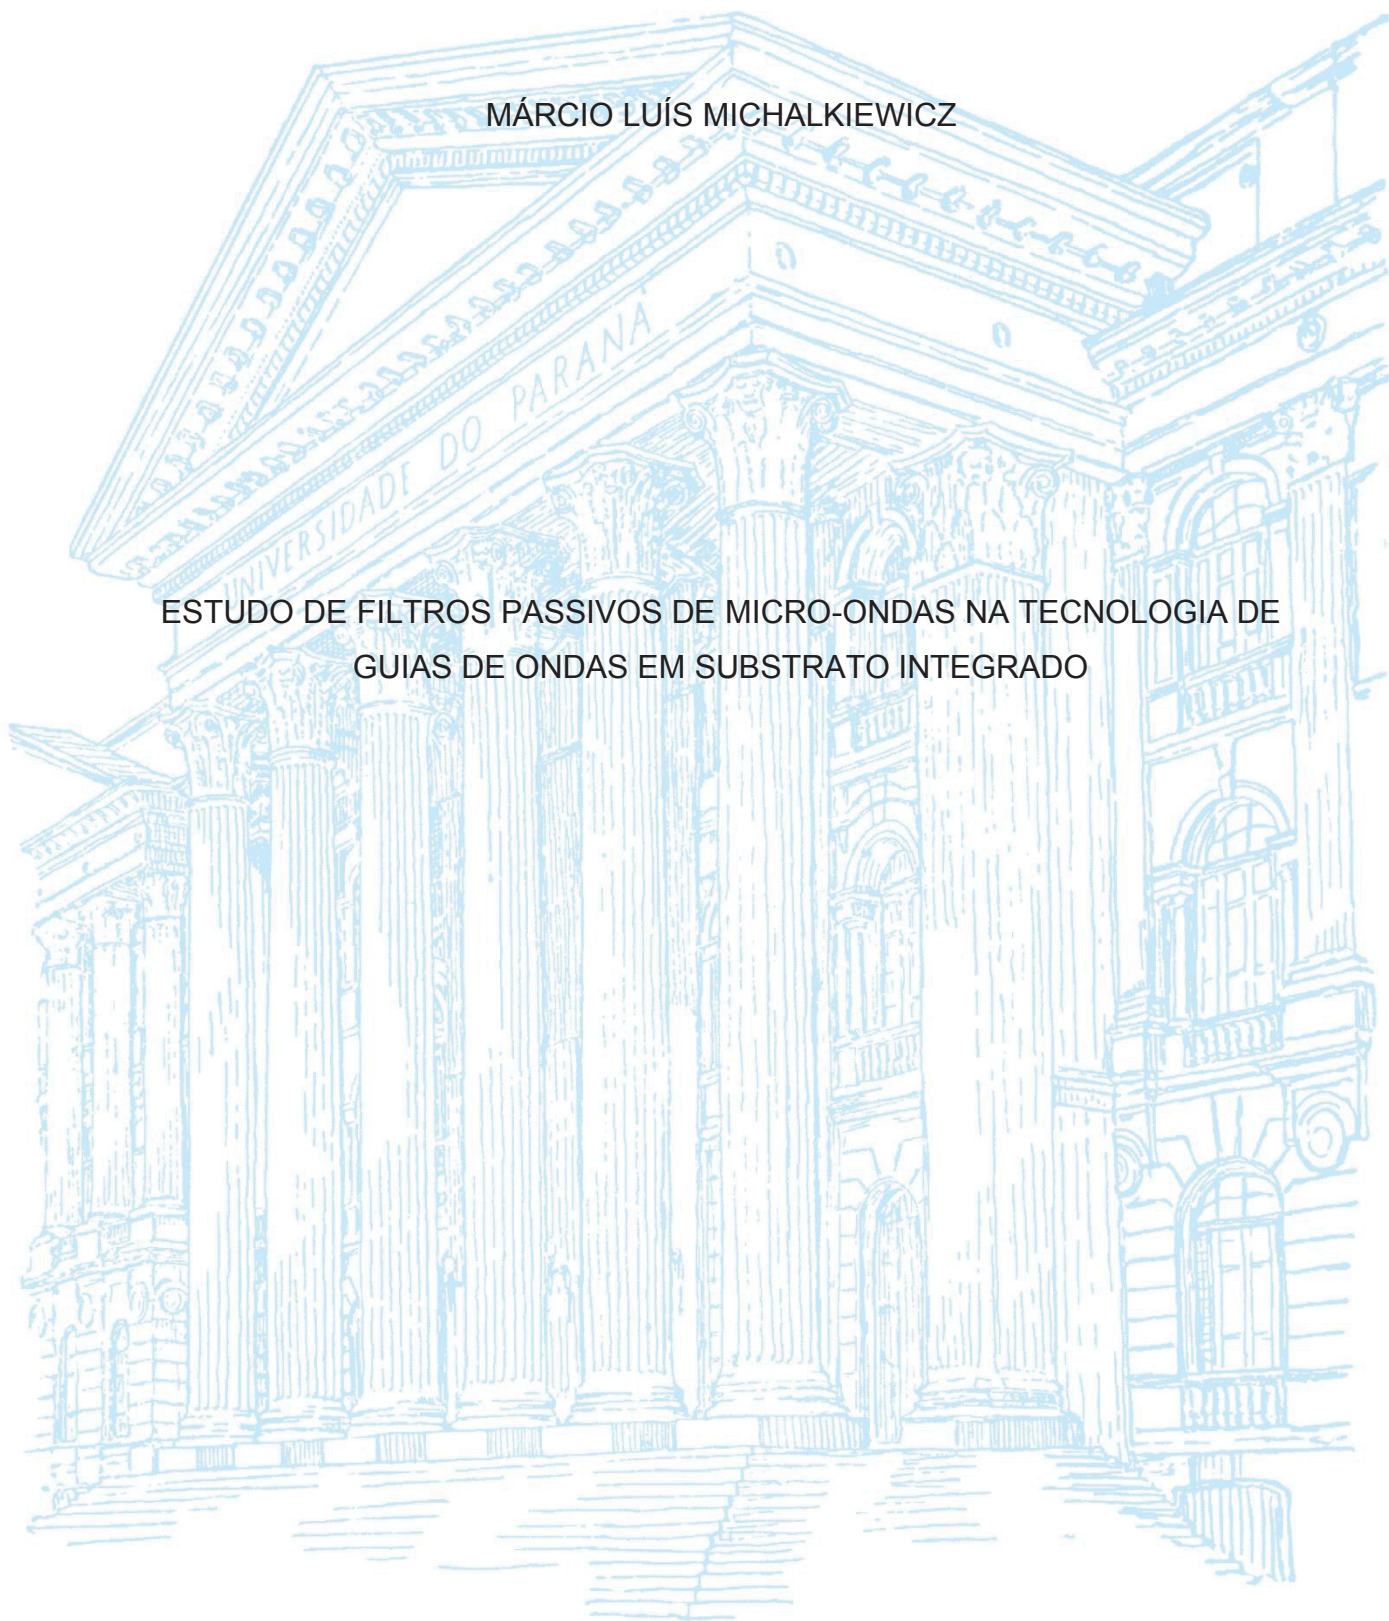 MÁRCIO LUÍS MICHALKIEWICZ
UNIVERSIDADE DO PARANÁ
ESTUDO DE FILTROS PASSIVOS DE MICRO-ONDAS NA TECNOLOGIA DE
GUIAS DE ONDAS EM SUBSTRATO INTEGRADO